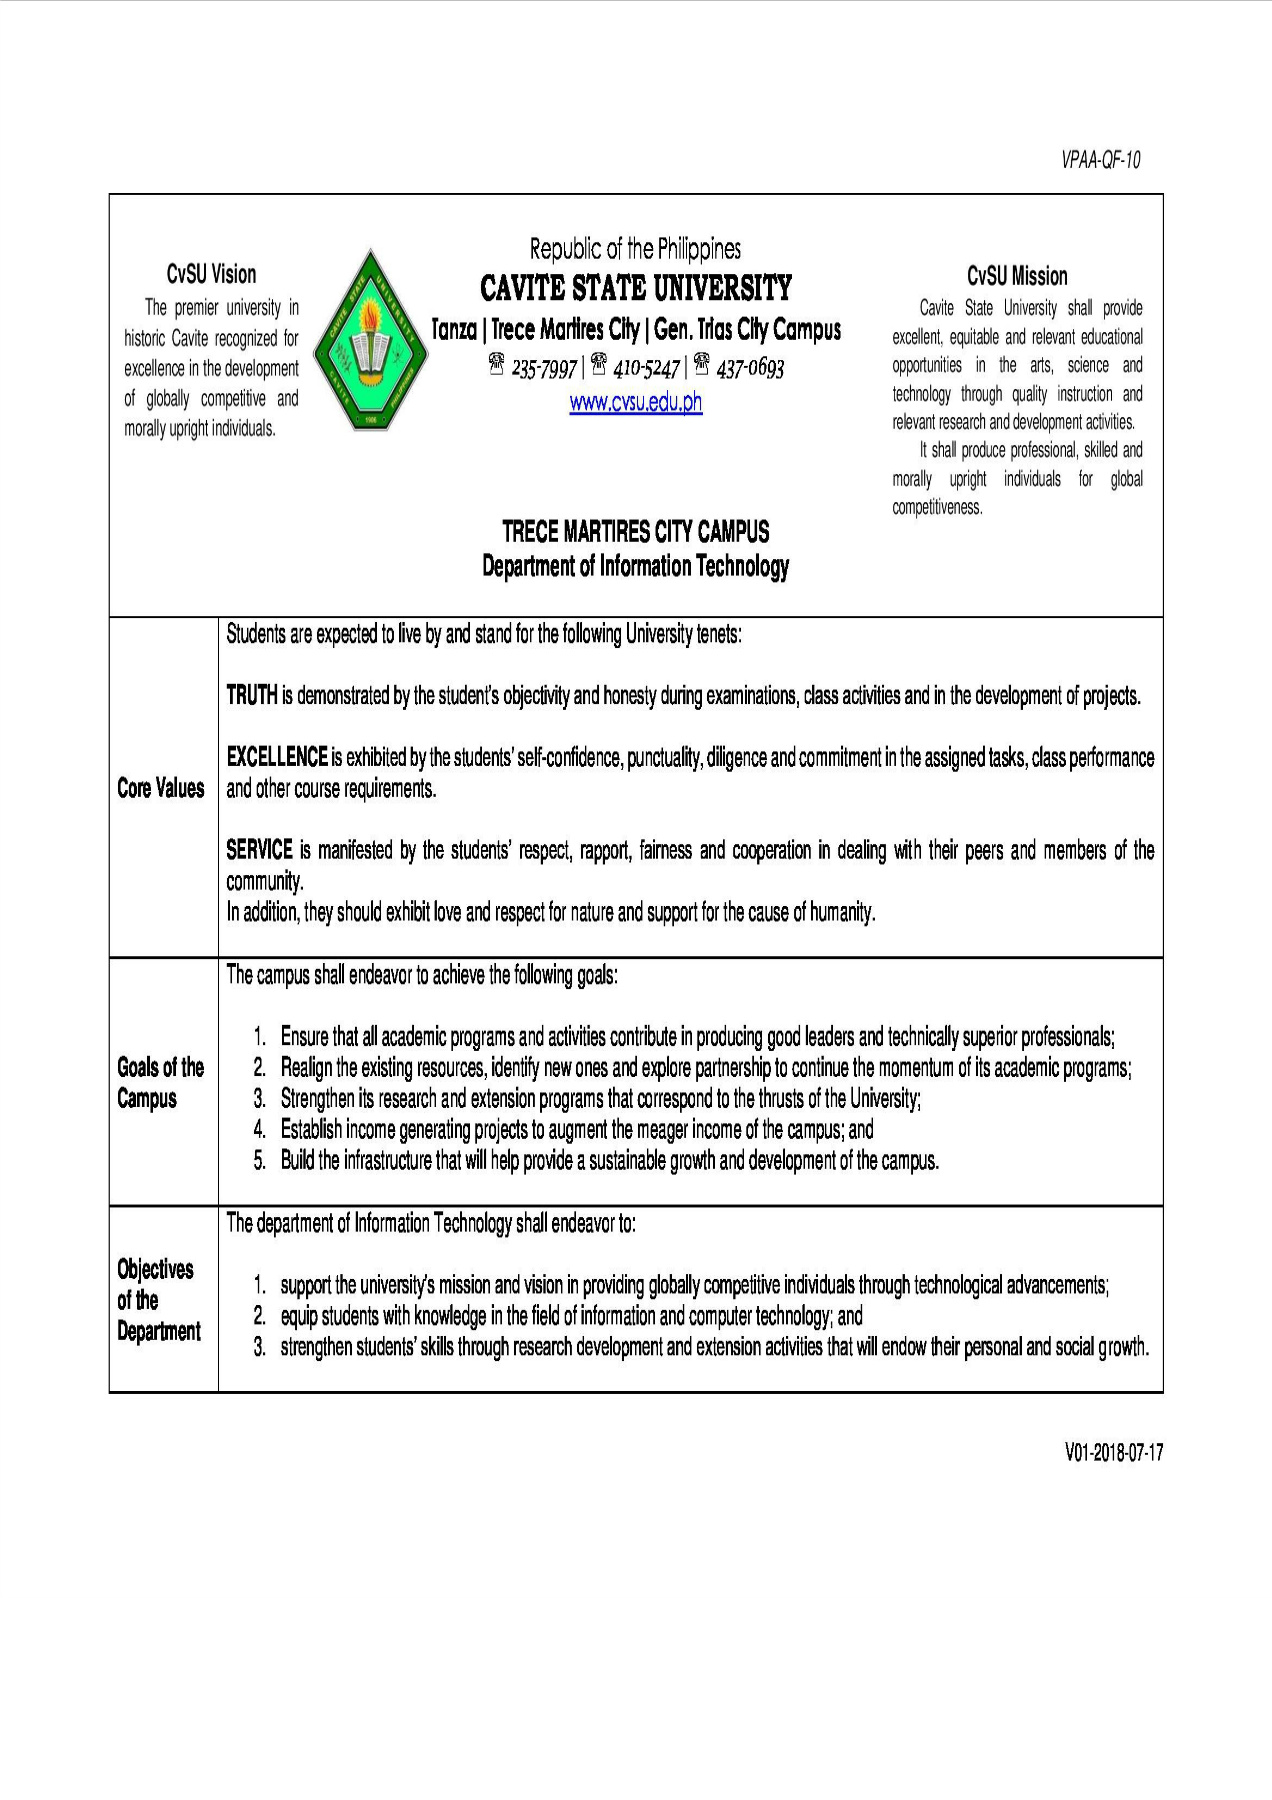 VPAA-QF-10
CvSU Vision
The premier university in
historic Cavite recognized for
excellence in the development
of globally competitive and
morally upright individuals.
CAVITE STATE UNIVERSITY
CAVITE
PHILIPPINES
1906
Republic of the Philippines
CAVITE STATE UNIVERSITY
Tanza | Trece Martires City | Gen. Trias City Campus
☏ 235-7997 | ☏ 410-5247 | ☏ 437-0693
www.cvsu.edu.ph
CvSU Mission
Cavite State University shall provide
excellent, equitable and relevant educational
opportunities in the arts, science and
technology through quality instruction and
relevant research and development activities.
It shall produce professional, skilled and
morally upright individuals for global
competitiveness.
TRECE MARTIRES CITY CAMPUS
Department of Information Technology
Core Values
Students are expected to live by and stand for the following University tenets:
TRUTH is demonstrated by the student's objectivity and honesty during examinations, class activities and in the development of projects.
EXCELLENCE is exhibited by the students' self-confidence, punctuality, diligence and commitment in the assigned tasks, class performance
and other course requirements.
SERVICE is manifested by the students' respect, rapport, fairness and cooperation in dealing with their peers and members of the
community.
In addition, they should exhibit love and respect for nature and support for the cause of humanity.
Goals of the
Campus
The campus shall endeavor to achieve the following goals:
1. Ensure that all academic programs and activities contribute in producing good leaders and technically superior professionals;
2. Realign the existing resources, identify new ones and explore partnership to continue the momentum of its academic programs;
3. Strengthen its research and extension programs that correspond to the thrusts of the University;
4. Establish income generating projects to augment the meager income of the campus; and
5. Build the infrastructure that will help provide a sustainable growth and development of the campus.
Objectives
of the
Department
The department of Information Technology shall endeavor to:
1. support the university's mission and vision in providing globally competitive individuals through technological advancements;
2. equip students with knowledge in the field of information and computer technology; and
3. strengthen students' skills through research development and extension activities that will endow their personal and social growth.
V01-2018-07-17